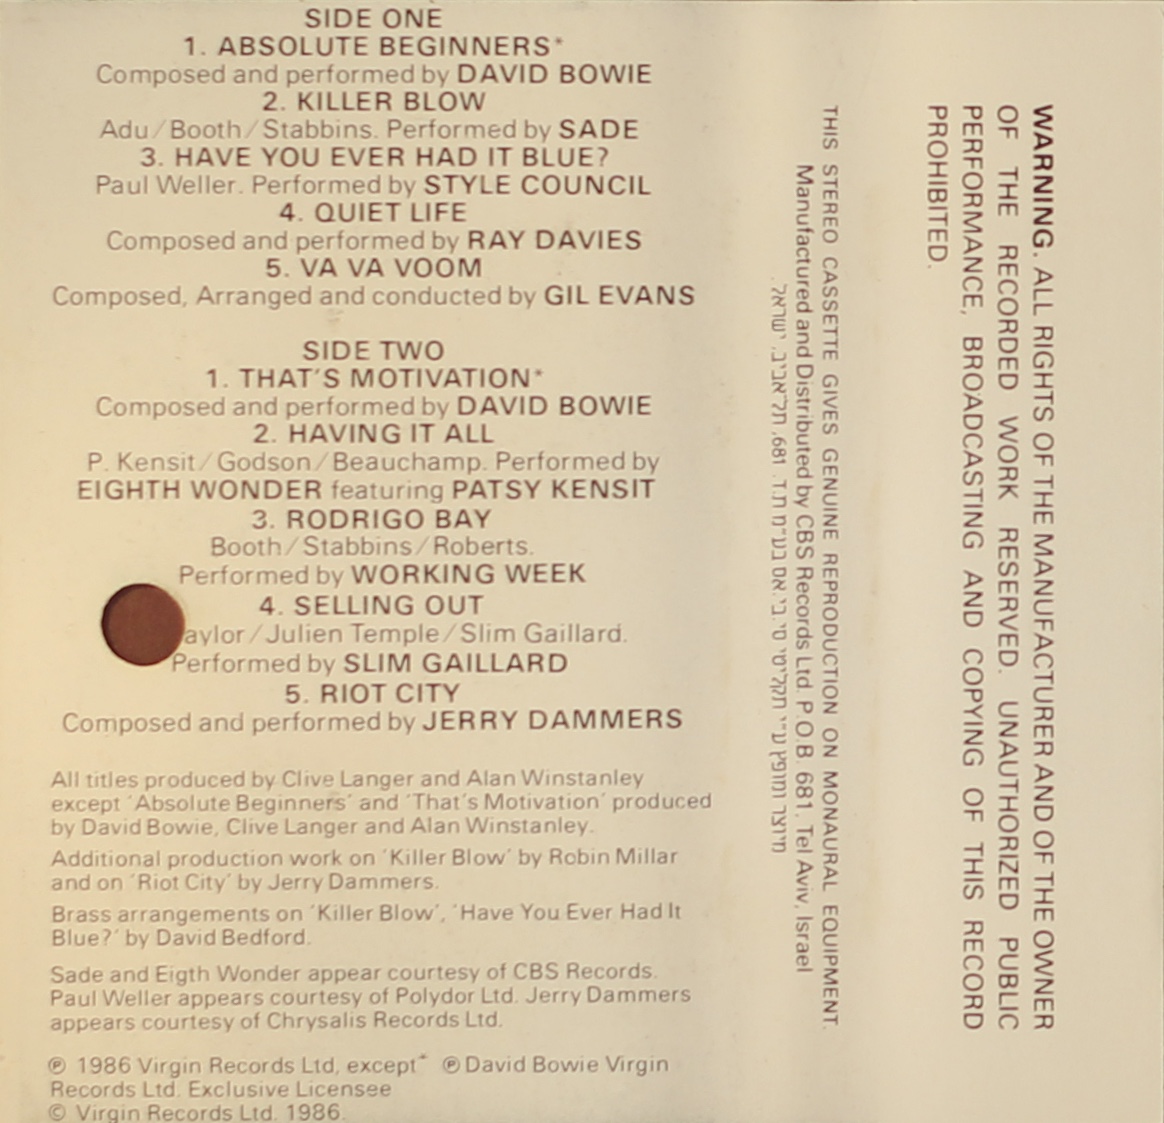 SIDE ONE
1. ABSOLUTE BEGINNERS*
Composed and performed by DAVID BOWIE
2. KILLER BLOW
Adu/Booth/Stabbins. Performed by SADE
3. HAVE YOU EVER HAD IT BLUE?
Paul Weller. Performed by STYLE COUNCIL
4. QUIET LIFE
Composed and performed by RAY DAVIES
5. VA VA VOOM
Composed, Arranged and conducted by GIL EVANS
SIDE TWO
1. THAT'S MOTIVATION*
Composed and performed by DAVID BOWIE
2. HAVING IT ALL
P. Kensit/Godson/Beauchamp. Performed by
EIGHTH WONDER featuring PATSY KENSIT
3. RODRIGO BAY
Booth/Stabbins/Roberts.
Performed by WORKING WEEK
4. SELLING OUT
aylor/Julien Temple/Slim Gaillard.
Performed by SLIM GAILLARD
5. RIOT CITY
Composed and performed by JERRY DAMMERS
All titles produced by Clive Langer and Alan Winstanley
except 'Absolute Beginners' and 'That's Motivation' produced
by David Bowie, Clive Langer and Alan Winstanley.
Additional production work on 'Killer Blow' by Robin Millar
and on 'Riot City' by Jerry Dammers.
Brass arrangements on 'Killer Blow', 'Have You Ever Had It
Blue?' by David Bedford.
Sade and Eigth Wonder appear courtesy of CBS Records.
Paul Weller appears courtesy of Polydor Ltd. Jerry Dammers
appears courtesy of Chrysalis Records Ltd.
℗ 1986 Virgin Records Ltd, except* ℗ David Bowie Virgin
Records Ltd. Exclusive Licensee
© Virgin Records Ltd. 1986.
THIS STEREO CASSETTE GIVES GENUINE REPRODUCTION ON MONAURAL EQUIPMENT.
Manufactured and Distributed by CBS Records Ltd. P.O.B. 681, Tel Aviv, Israel
מיוצר ומופץ ע״י תקליטי סי.בי.אס בע״מ ת.ד. 681, תל־אביב, ישראל.
WARNING. ALL RIGHTS OF THE MANUFACTURER AND OF THE OWNER
OF THE RECORDED WORK RESERVED. UNAUTHORIZED PUBLIC
PERFORMANCE, BROADCASTING AND COPYING OF THIS RECORD
PROHIBITED.